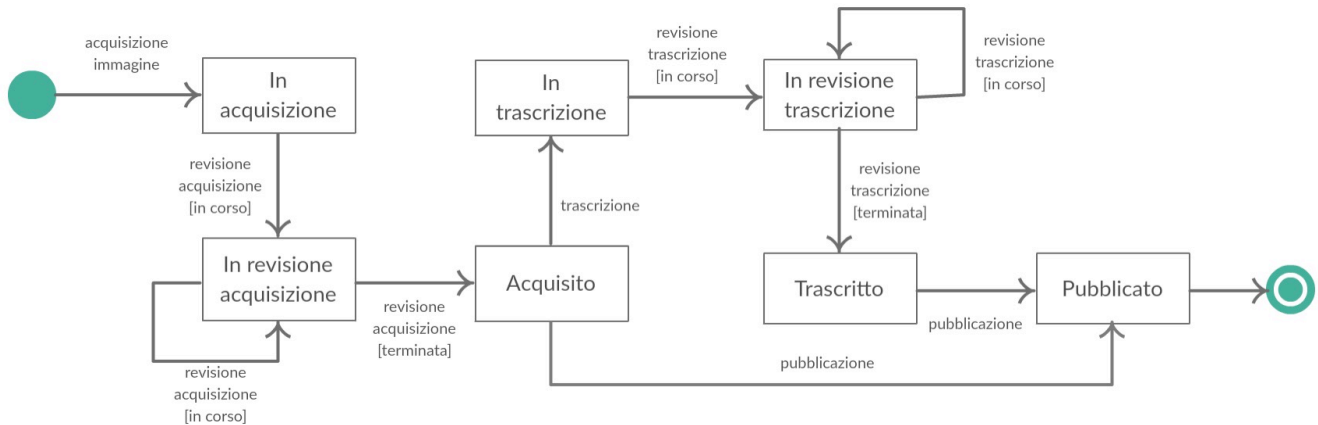 acquisizione
immagine
In
acquisizione
revisione
acquisizione
[in corso]
In revisione
acquisizione
revisione
acquisizione
[in corso]
revisione
acquisizione
[terminata]
Acquisito
trascrizione
In
trascrizione
revisione
trascrizione
[in corso]
In revisione
trascrizione
revisione
trascrizione
[in corso]
revisione
trascrizione
[terminata]
Trascritto
pubblicazione
pubblicazione
Pubblicato